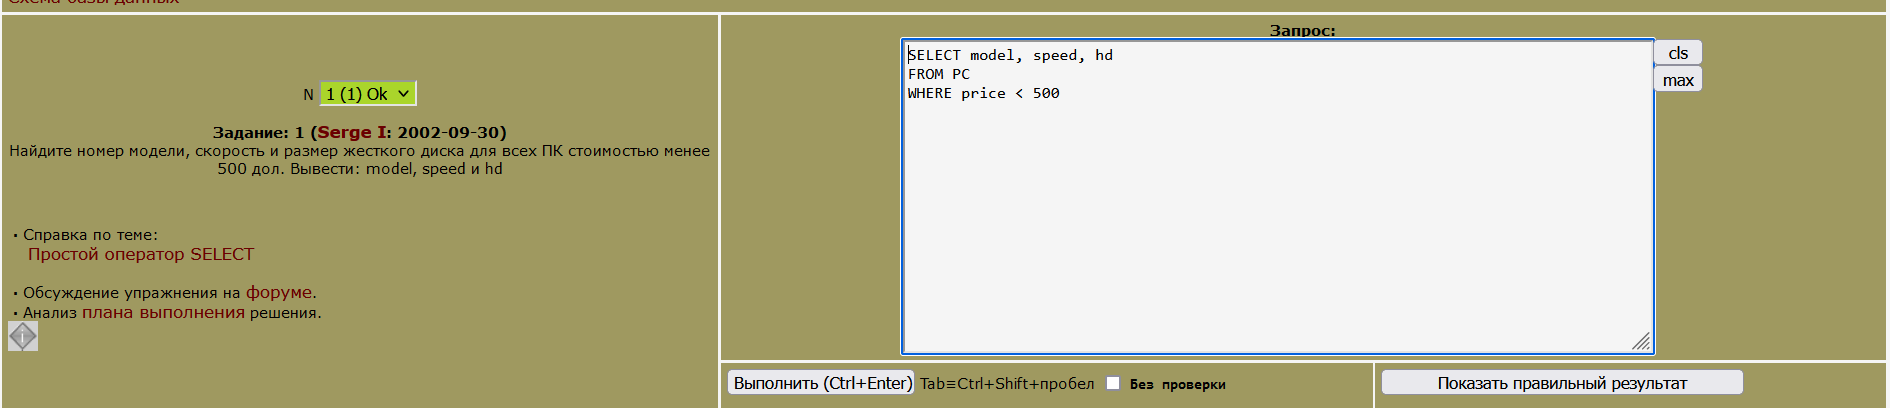 Схема базы данных
N 1 (1) Ok
Задание: 1 (Serge I: 2002-09-30)
Найдите номер модели, скорость и размер жесткого диска для всех ПК стоимостью менее
500 дол. Вывести: model, speed и hd
· Справка по теме:
Простой оператор SELECT
· Обсуждение упражнения на форуме.
· Анализ плана выполнения решения.
i
Запрос:
SELECT model, speed, hd
FROM PC
WHERE price < 500
cls
max
Выполнить (Ctrl+Enter) Tab≡Ctrl+Shift+пробел Без проверки
Показать правильный результат